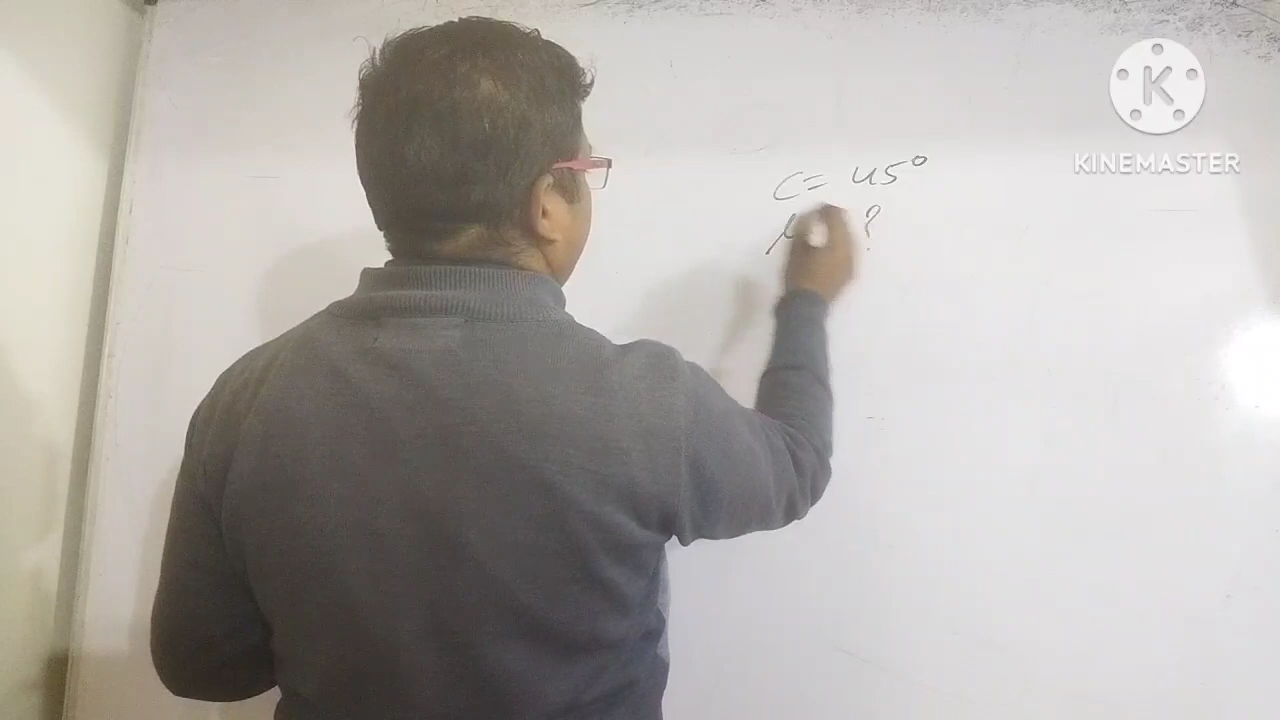 C = 45°
μ ?
KINEMASTER